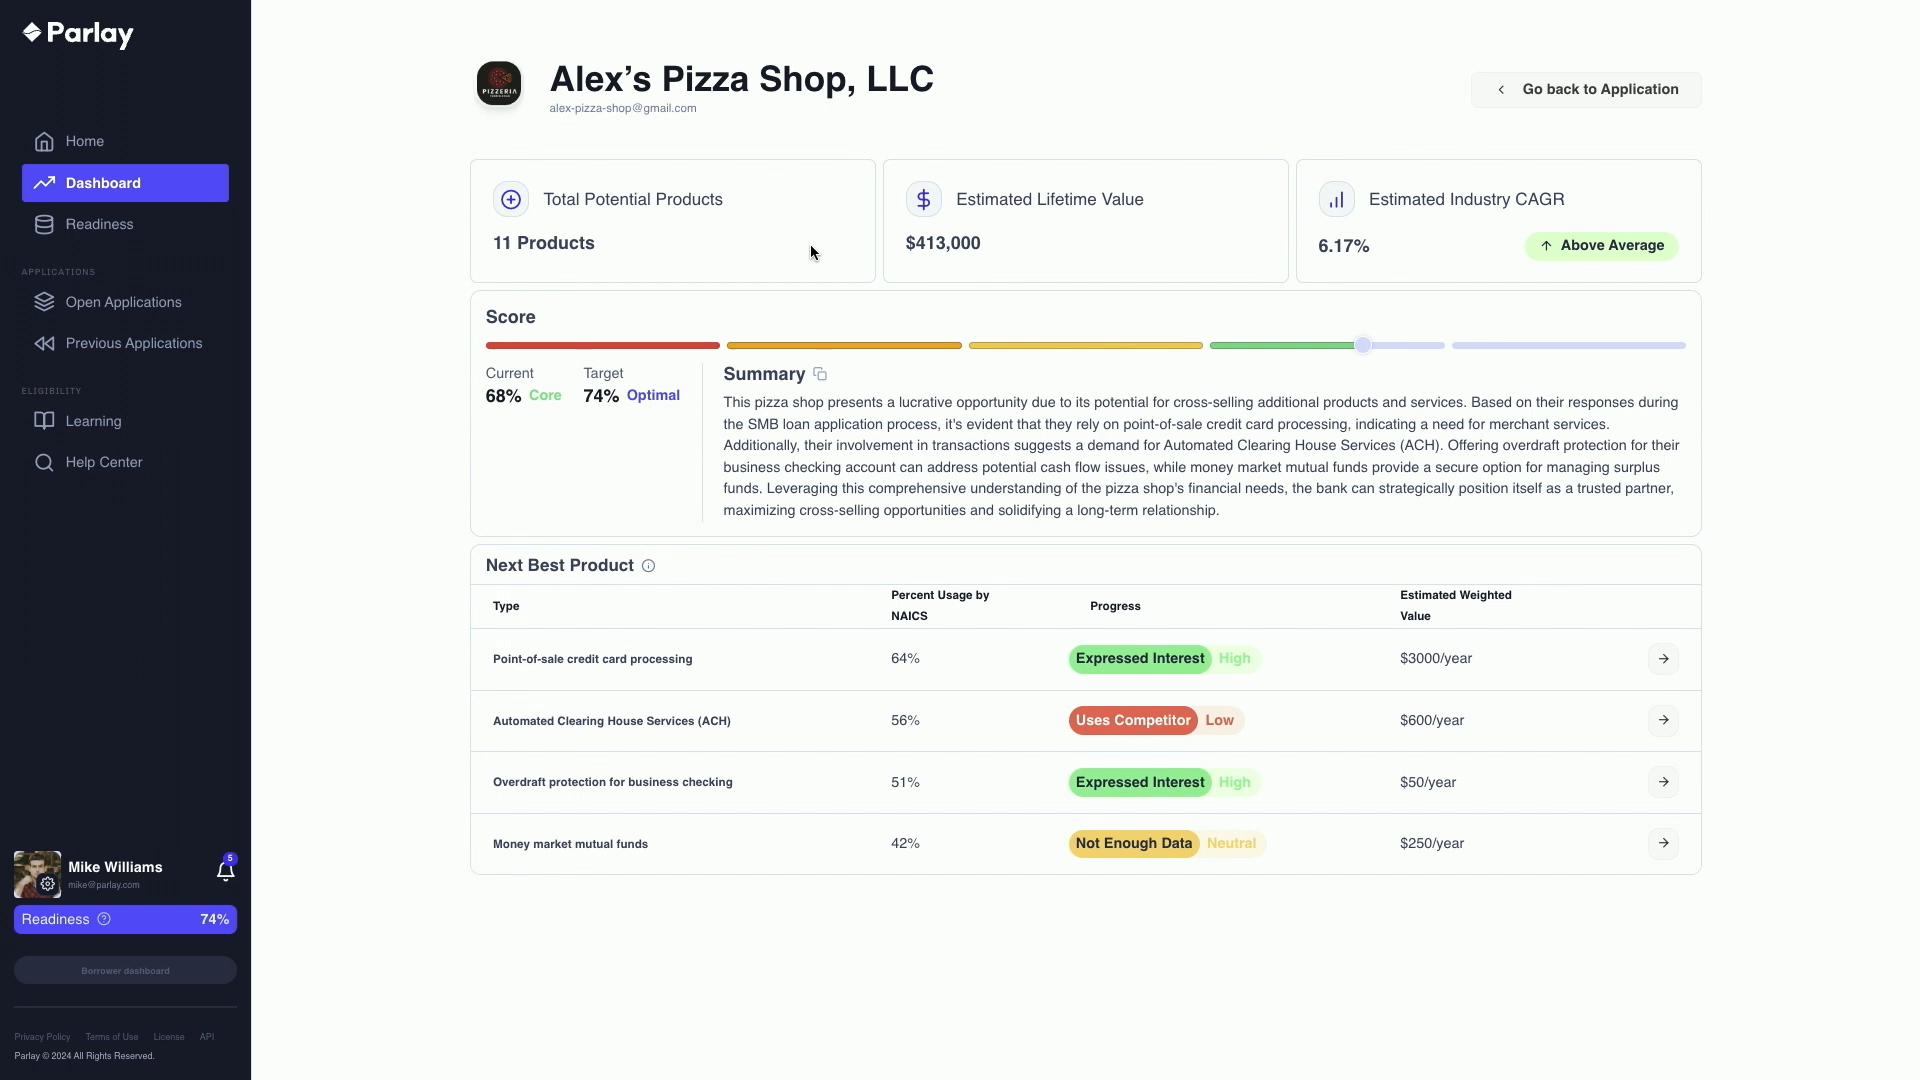 Parlay
Home
Dashboard
Readiness
APPLICATIONS
Open Applications
Previous Applications
ELIGIBILITY
Learning
Help Center
Mike Williams
mike@parlay.com
5
Readiness 74%
Borrower dashboard
Privacy Policy Terms of Use License API
Parlay © 2024 All Rights Reserved.
PIZZERIA
Alex’s Pizza Shop, LLC
alex-pizza-shop@gmail.com
Go back to Application
Total Potential Products
11 Products
Estimated Lifetime Value
$413,000
Estimated Industry CAGR
6.17%
Above Average
Score
Current
68% Core
Target
74% Optimal
Summary
This pizza shop presents a lucrative opportunity due to its potential for cross-selling additional products and services. Based on their responses during
the SMB loan application process, it's evident that they rely on point-of-sale credit card processing, indicating a need for merchant services.
Additionally, their involvement in transactions suggests a demand for Automated Clearing House Services (ACH). Offering overdraft protection for their
business checking account can address potential cash flow issues, while money market mutual funds provide a secure option for managing surplus
funds. Leveraging this comprehensive understanding of the pizza shop's financial needs, the bank can strategically position itself as a trusted partner,
maximizing cross-selling opportunities and solidifying a long-term relationship.
Next Best Product
Type
Percent Usage by
NAICS
Progress
Estimated Weighted
Value
Point-of-sale credit card processing 64% Expressed Interest High $3000/year
Automated Clearing House Services (ACH) 56% Uses Competitor Low $600/year
Overdraft protection for business checking 51% Expressed Interest High $50/year
Money market mutual funds 42% Not Enough Data Neutral $250/year